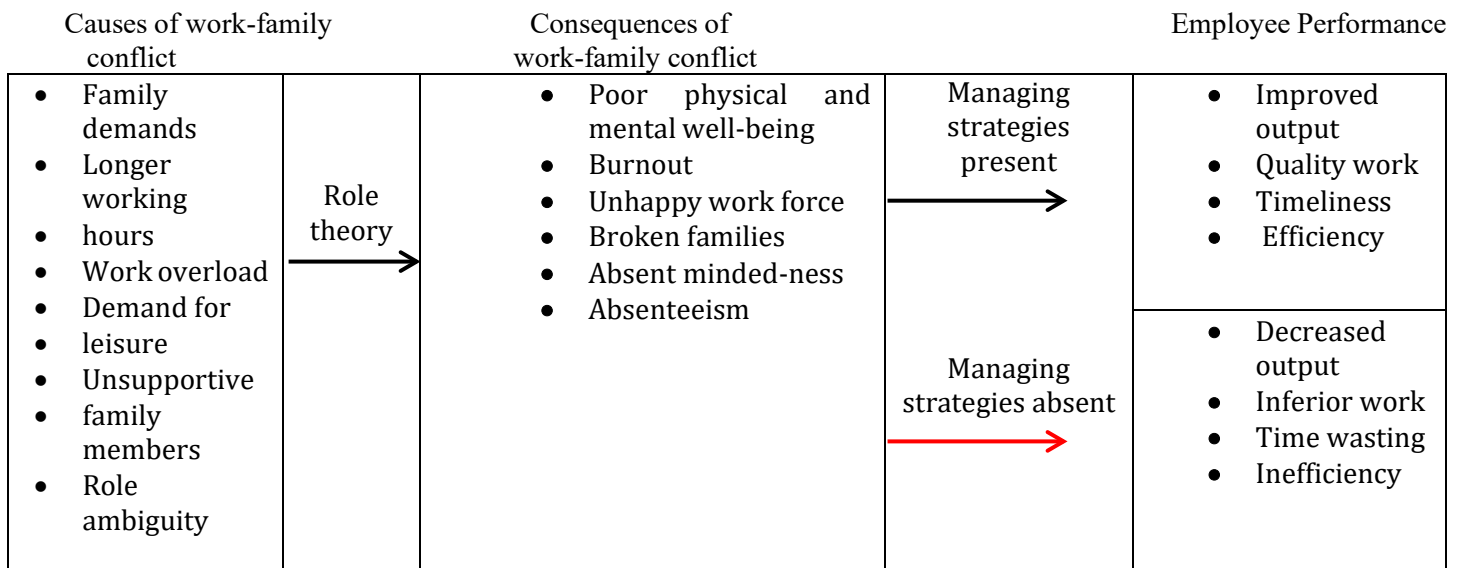 Causes of work-family
conflict
Consequences of
work-family conflict
Employee Performance
• Family
demands
• Longer
working
• hours
• Work overload
• Demand for
• leisure
• Unsupportive
• family
members
• Role
ambiguity
Role
theory
• Poor physical and
mental well-being
• Burnout
• Unhappy work force
• Broken families
• Absent minded-ness
• Absenteeism
Managing
strategies
present
Managing
strategies absent
• Improved
output
• Quality work
• Timeliness
• Efficiency
• Decreased
output
• Inferior work
• Time wasting
• Inefficiency